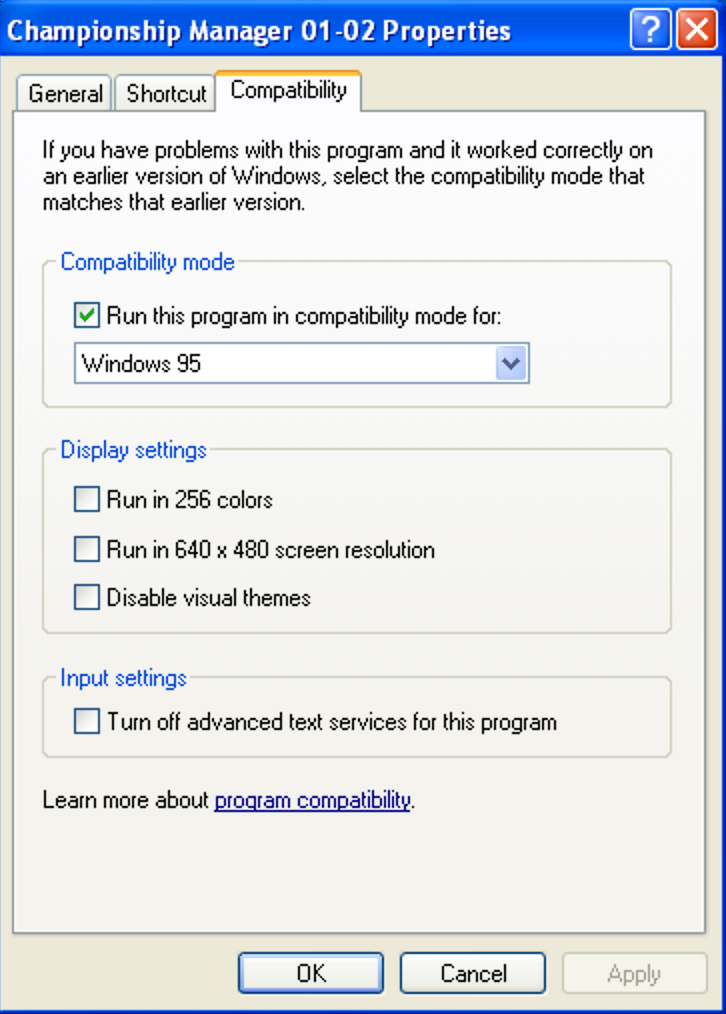 Championship Manager 01-02 Properties
General Shortcut Compatibility
If you have problems with this program and it worked correctly on
an earlier version of Windows, select the compatibility mode that
matches that earlier version.
Compatibility mode
Run this program in compatibility mode for:
Windows 95
Display settings
Run in 256 colors
Run in 640 x 480 screen resolution
Disable visual themes
Input settings
Turn off advanced text services for this program
Learn more about program compatibility.
OK Cancel Apply